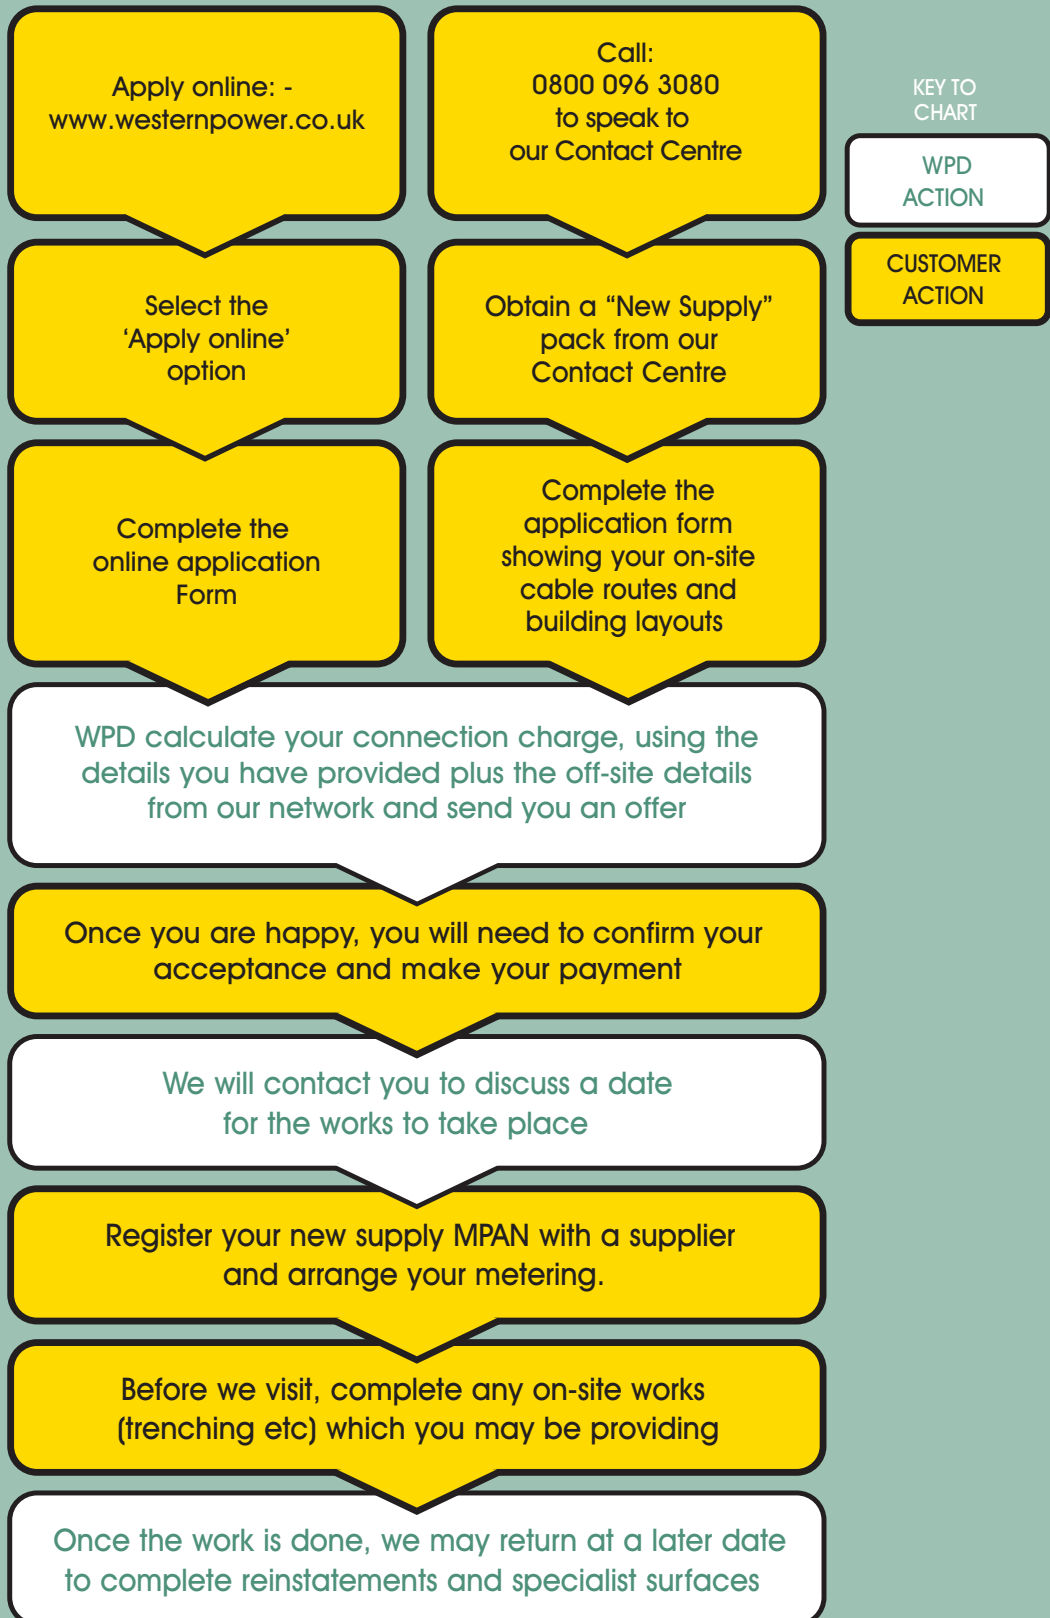 Apply online: -
www.westernpower.co.uk
Call:
0800 096 3080
to speak to
our Contact Centre
KEY TO
CHART
WPD
ACTION
CUSTOMER
ACTION
Select the
‘Apply online’
option
Obtain a “New Supply”
pack from our
Contact Centre
Complete the
online application
Form
Complete the
application form
showing your on-site
cable routes and
building layouts
WPD calculate your connection charge, using the
details you have provided plus the off-site details
from our network and send you an offer
Once you are happy, you will need to confirm your
acceptance and make your payment
We will contact you to discuss a date
for the works to take place
Register your new supply MPAN with a supplier
and arrange your metering.
Before we visit, complete any on-site works
(trenching etc) which you may be providing
Once the work is done, we may return at a later date
to complete reinstatements and specialist surfaces